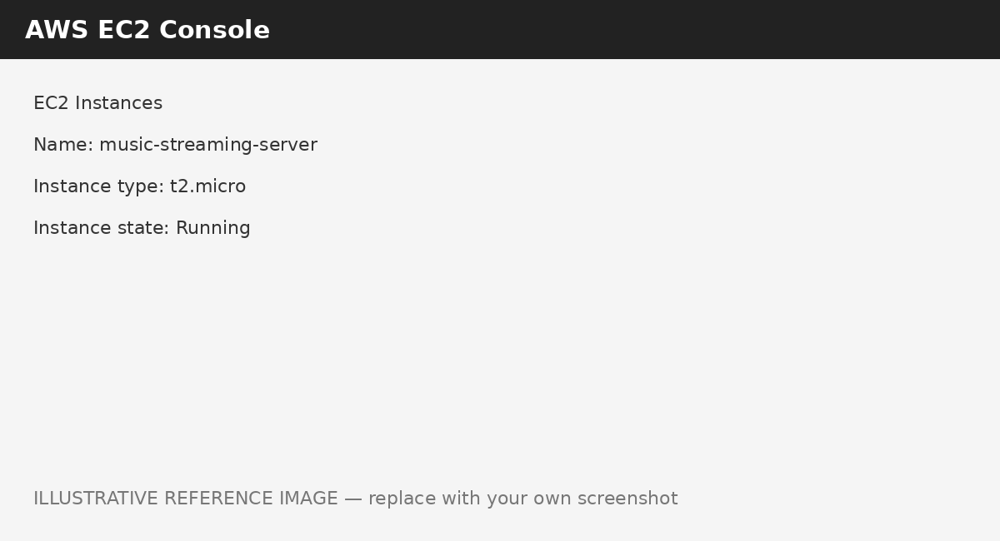 AWS EC2 Console
EC2 Instances
Name: music-streaming-server
Instance type: t2.micro
Instance state: Running
ILLUSTRATIVE REFERENCE IMAGE — replace with your own screenshot